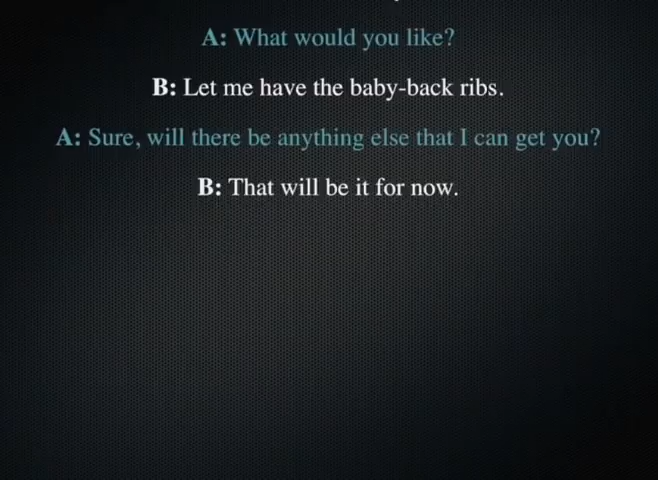 A: What would you like?
B: Let me have the baby-back ribs.
A: Sure, will there be anything else that I can get you?
B: That will be it for now.